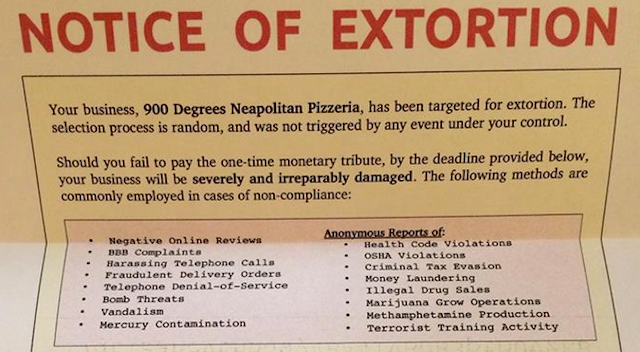 NOTICE OF EXTORTION
Your business, 900 Degrees Neapolitan Pizzeria, has been targeted for extortion. The
selection process is random, and was not triggered by any event under your control.
Should you fail to pay the one-time monetary tribute, by the deadline provided below,
your business will be severely and irreparably damaged. The following methods are
commonly employed in cases of non-compliance:
• Negative Online Reviews
• BBB Complaints
• Harassing Telephone Calls
• Fraudulent Delivery Orders
• Telephone Denial-of-Service
• Bomb Threats
• Vandalism
• Mercury Contamination
Anonymous Reports of:
• Health Code Violations
• OSHA Violations
• Criminal Tax Evasion
• Money Laundering
• Illegal Drug Sales
• Marijuana Grow Operations
• Methamphetamine Production
• Terrorist Training Activity